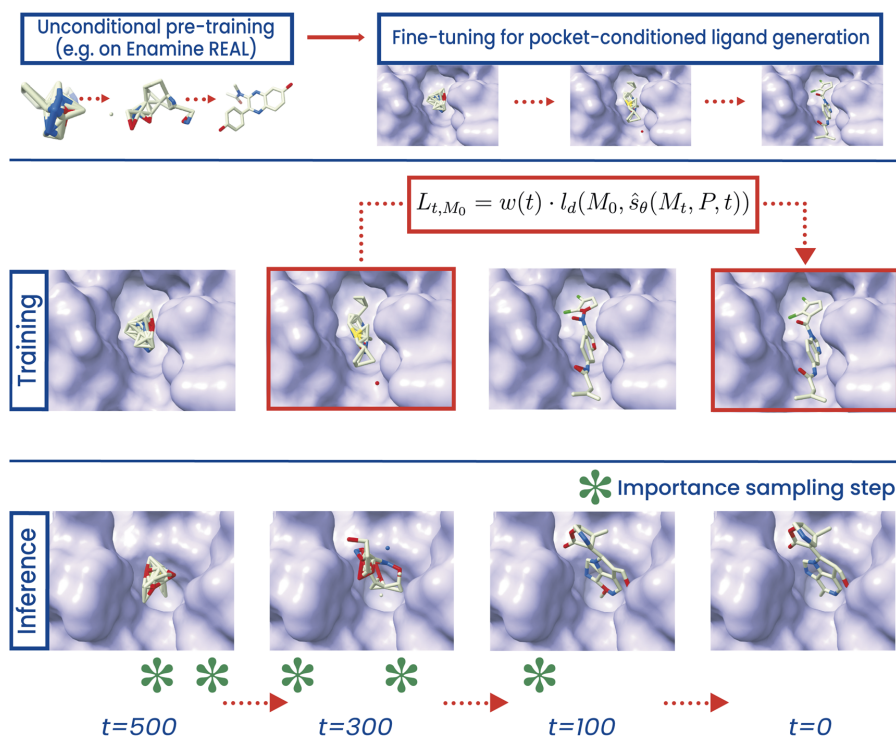 Unconditional pre-training
(e.g. on Enamine REAL)
Fine-tuning for pocket-conditioned ligand generation
L_{t,M_0} = w(t) · l_d(M_0, ŝ_θ(M_t, P, t))
Training
Importance sampling step
Inference
t=500
t=300
t=100
t=0